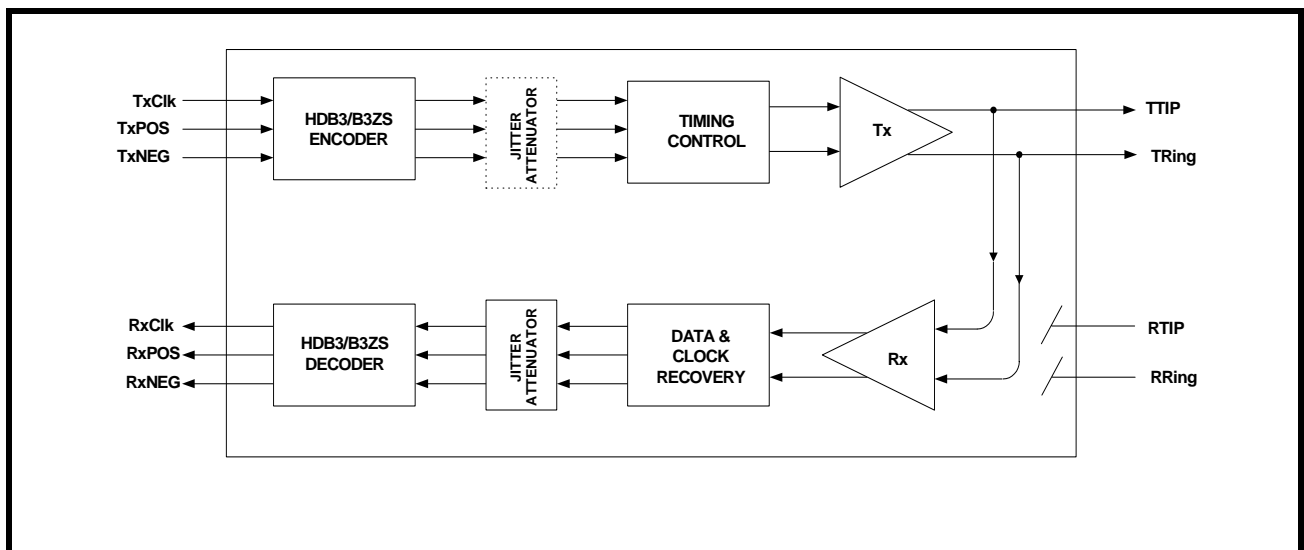 TxClk
TxPOS
TxNEG
HDB3/B3ZS
ENCODER
JITTER
ATTENUATOR
TIMING
CONTROL
Tx
TTIP
TRing
RxClk
RxPOS
RxNEG
HDB3/B3ZS
DECODER
JITTER
ATTENUATOR
DATA &
CLOCK
RECOVERY
Rx
RTIP
RRing